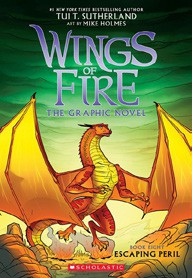 #1 NEW YORK TIMES BESTSELLING AUTHOR
TUI T. SUTHERLAND
ART BY MIKE HOLMES
WINGS
OF
FIRE
THE GRAPHIC NOVEL
BOOK EIGHT
ESCAPING PERIL
SCHOLASTIC